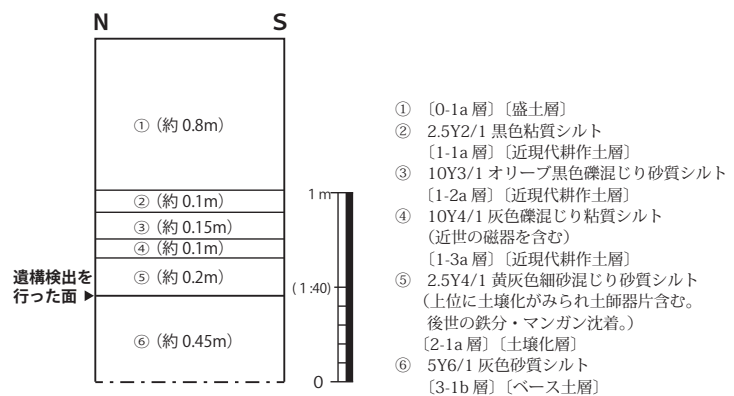 N S
①（約 0.8m）
②（約 0.1m）
③（約 0.15m）
④（約 0.1m）
⑤（約 0.2m）
⑥（約 0.45m）
遺構検出を
行った面 ▶
1 m
(1:40)
0
① 〔0-1a 層〕〔盛土層〕
② 2.5Y2/1 黒色粘質シルト
〔1-1a 層〕〔近現代耕作土層〕
③ 10Y3/1 オリーブ黒色礫混じり砂質シルト
〔1-2a 層〕〔近現代耕作土層〕
④ 10Y4/1 灰色礫混じり粘質シルト
（近世の磁器を含む）
〔1-3a 層〕〔近現代耕作土層〕
⑤ 2.5Y4/1 黄灰色細砂混じり砂質シルト
（上位に土壌化がみられ土師器片含む。
後世の鉄分・マンガン沈着。）
〔2-1a 層〕〔土壌化層〕
⑥ 5Y6/1 灰色砂質シルト
〔3-1b 層〕〔ベース土層〕